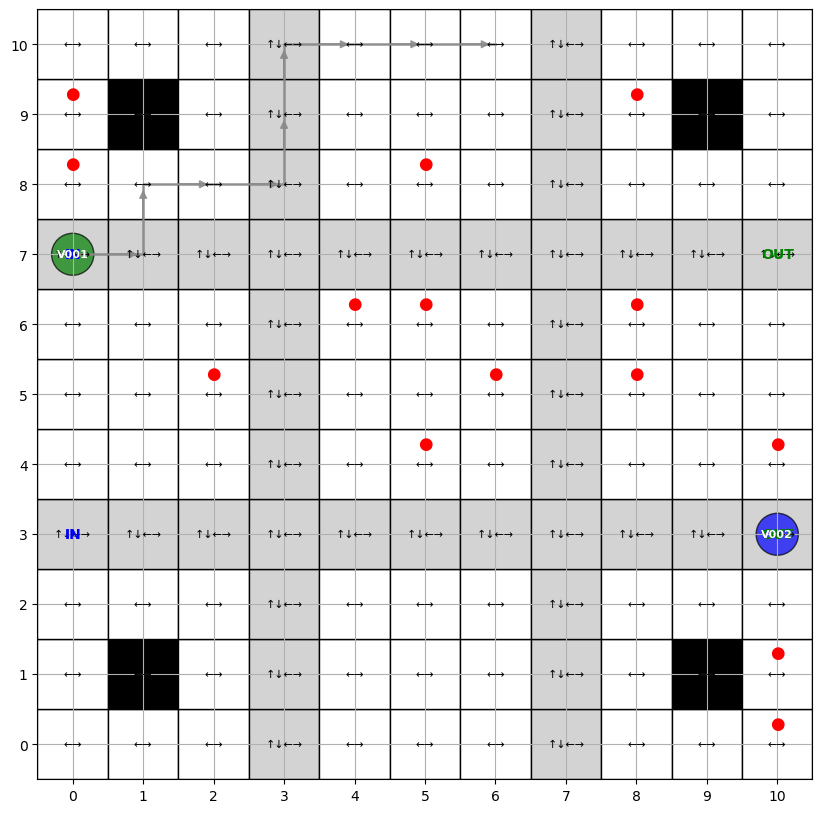 10 ←→ ←→ ←→ ↑↓←→ ←→ ←→ ←→ ↑↓←→ ←→ ←→ ←→
9 ←→ ←→ ↑↓←→ ←→ ←→ ←→ ↑↓←→ ←→ ←→
8 ←→ ←→ ←→ ↑↓←→ ←→ ←→ ←→ ↑↓←→ ←→ ←→ ←→
7 V001 ↑↓←→ ↑↓←→ ↑↓←→ ↑↓←→ ↑↓←→ ↑↓←→ ↑↓←→ ↑↓←→ ↑↓←→ OUT
6 ←→ ←→ ←→ ↑↓←→ ←→ ←→ ←→ ↑↓←→ ←→ ←→ ←→
5 ←→ ←→ ←→ ↑↓←→ ←→ ←→ ←→ ↑↓←→ ←→ ←→ ←→
4 ←→ ←→ ←→ ↑↓←→ ←→ ←→ ←→ ↑↓←→ ←→ ←→ ←→
3 IN ↑↓←→ ↑↓←→ ↑↓←→ ↑↓←→ ↑↓←→ ↑↓←→ ↑↓←→ ↑↓←→ ↑↓←→ V002
2 ←→ ←→ ←→ ↑↓←→ ←→ ←→ ←→ ↑↓←→ ←→ ←→ ←→
1 ←→ ←→ ↑↓←→ ←→ ←→ ←→ ↑↓←→ ←→ ←→
0 ←→ ←→ ←→ ↑↓←→ ←→ ←→ ←→ ↑↓←→ ←→ ←→ ←→
0 1 2 3 4 5 6 7 8 9 10